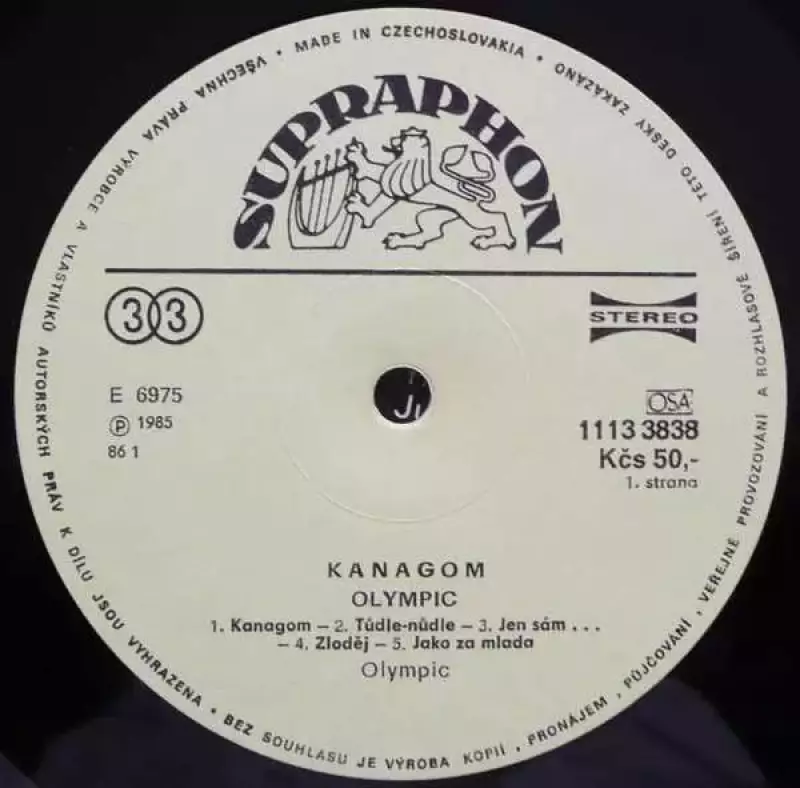 VŠECHNA PRÁVA VÝROBCE A VLASTNÍKŮ AUTORSKÝCH PRÁV K DÍLU JSOU VYHRAZENA • BEZ SOUHLASU JE VÝROBA KOPIÍ, PRONÁJEM, PŮJČOVÁNÍ, VEŘEJNÉ PROVOZOVÁNÍ A ROZHLASOVÉ ŠÍŘENÍ TÉTO DESKY ZAKÁZÁNO • MADE IN CZECHOSLOVAKIA •
SUPRAPHON
33
STEREO
E 6975
Ⓟ 1985
86 1
OSA
1113 3838
Kčs 50,-
1. strana
KANAGOM
OLYMPIC
1. Kanagom – 2. Tůdle-nůdle – 3. Jen sám . . .
– 4. Zloděj – 5. Jako za mlada
Olympic